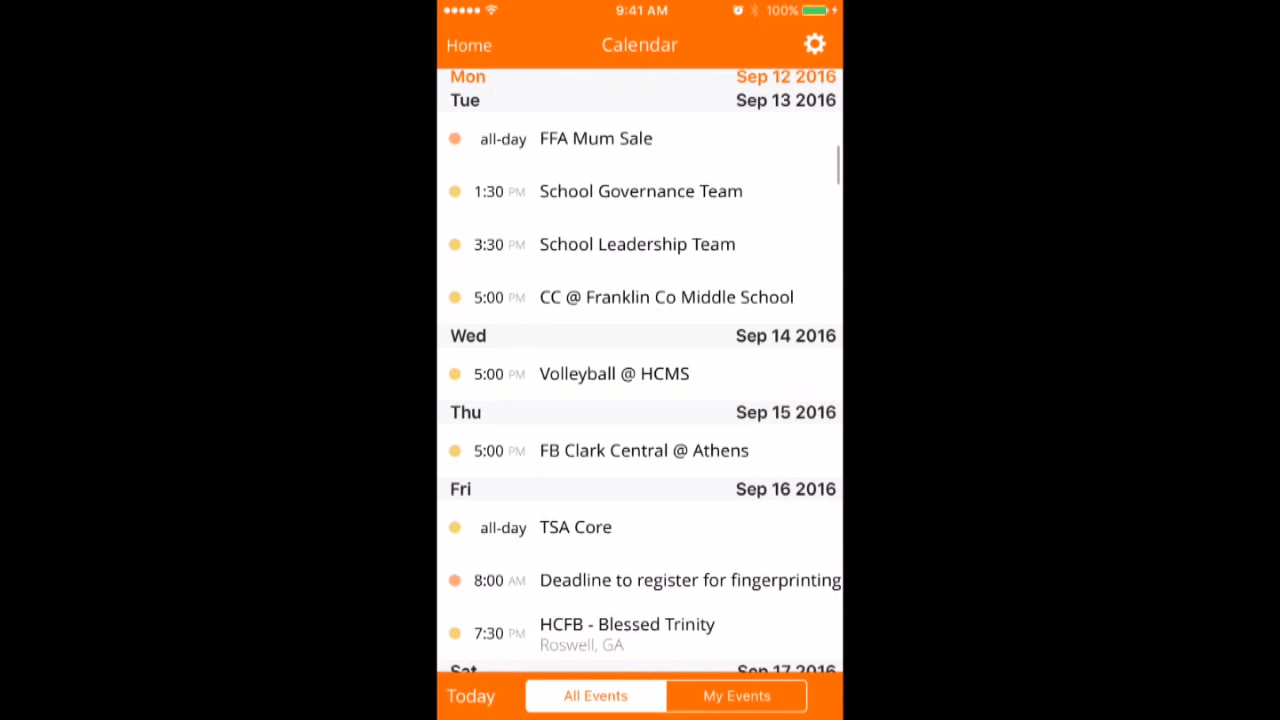 9:41 AM 100%
Home Calendar
Mon Sep 12 2016
Tue Sep 13 2016
all-day FFA Mum Sale
1:30 PM School Governance Team
3:30 PM School Leadership Team
5:00 PM CC @ Franklin Co Middle School
Wed Sep 14 2016
5:00 PM Volleyball @ HCMS
Thu Sep 15 2016
5:00 PM FB Clark Central @ Athens
Fri Sep 16 2016
all-day TSA Core
8:00 AM Deadline to register for fingerprinting
7:30 PM HCFB - Blessed Trinity
Roswell, GA
Sat Sep 17 2016
Today All Events My Events